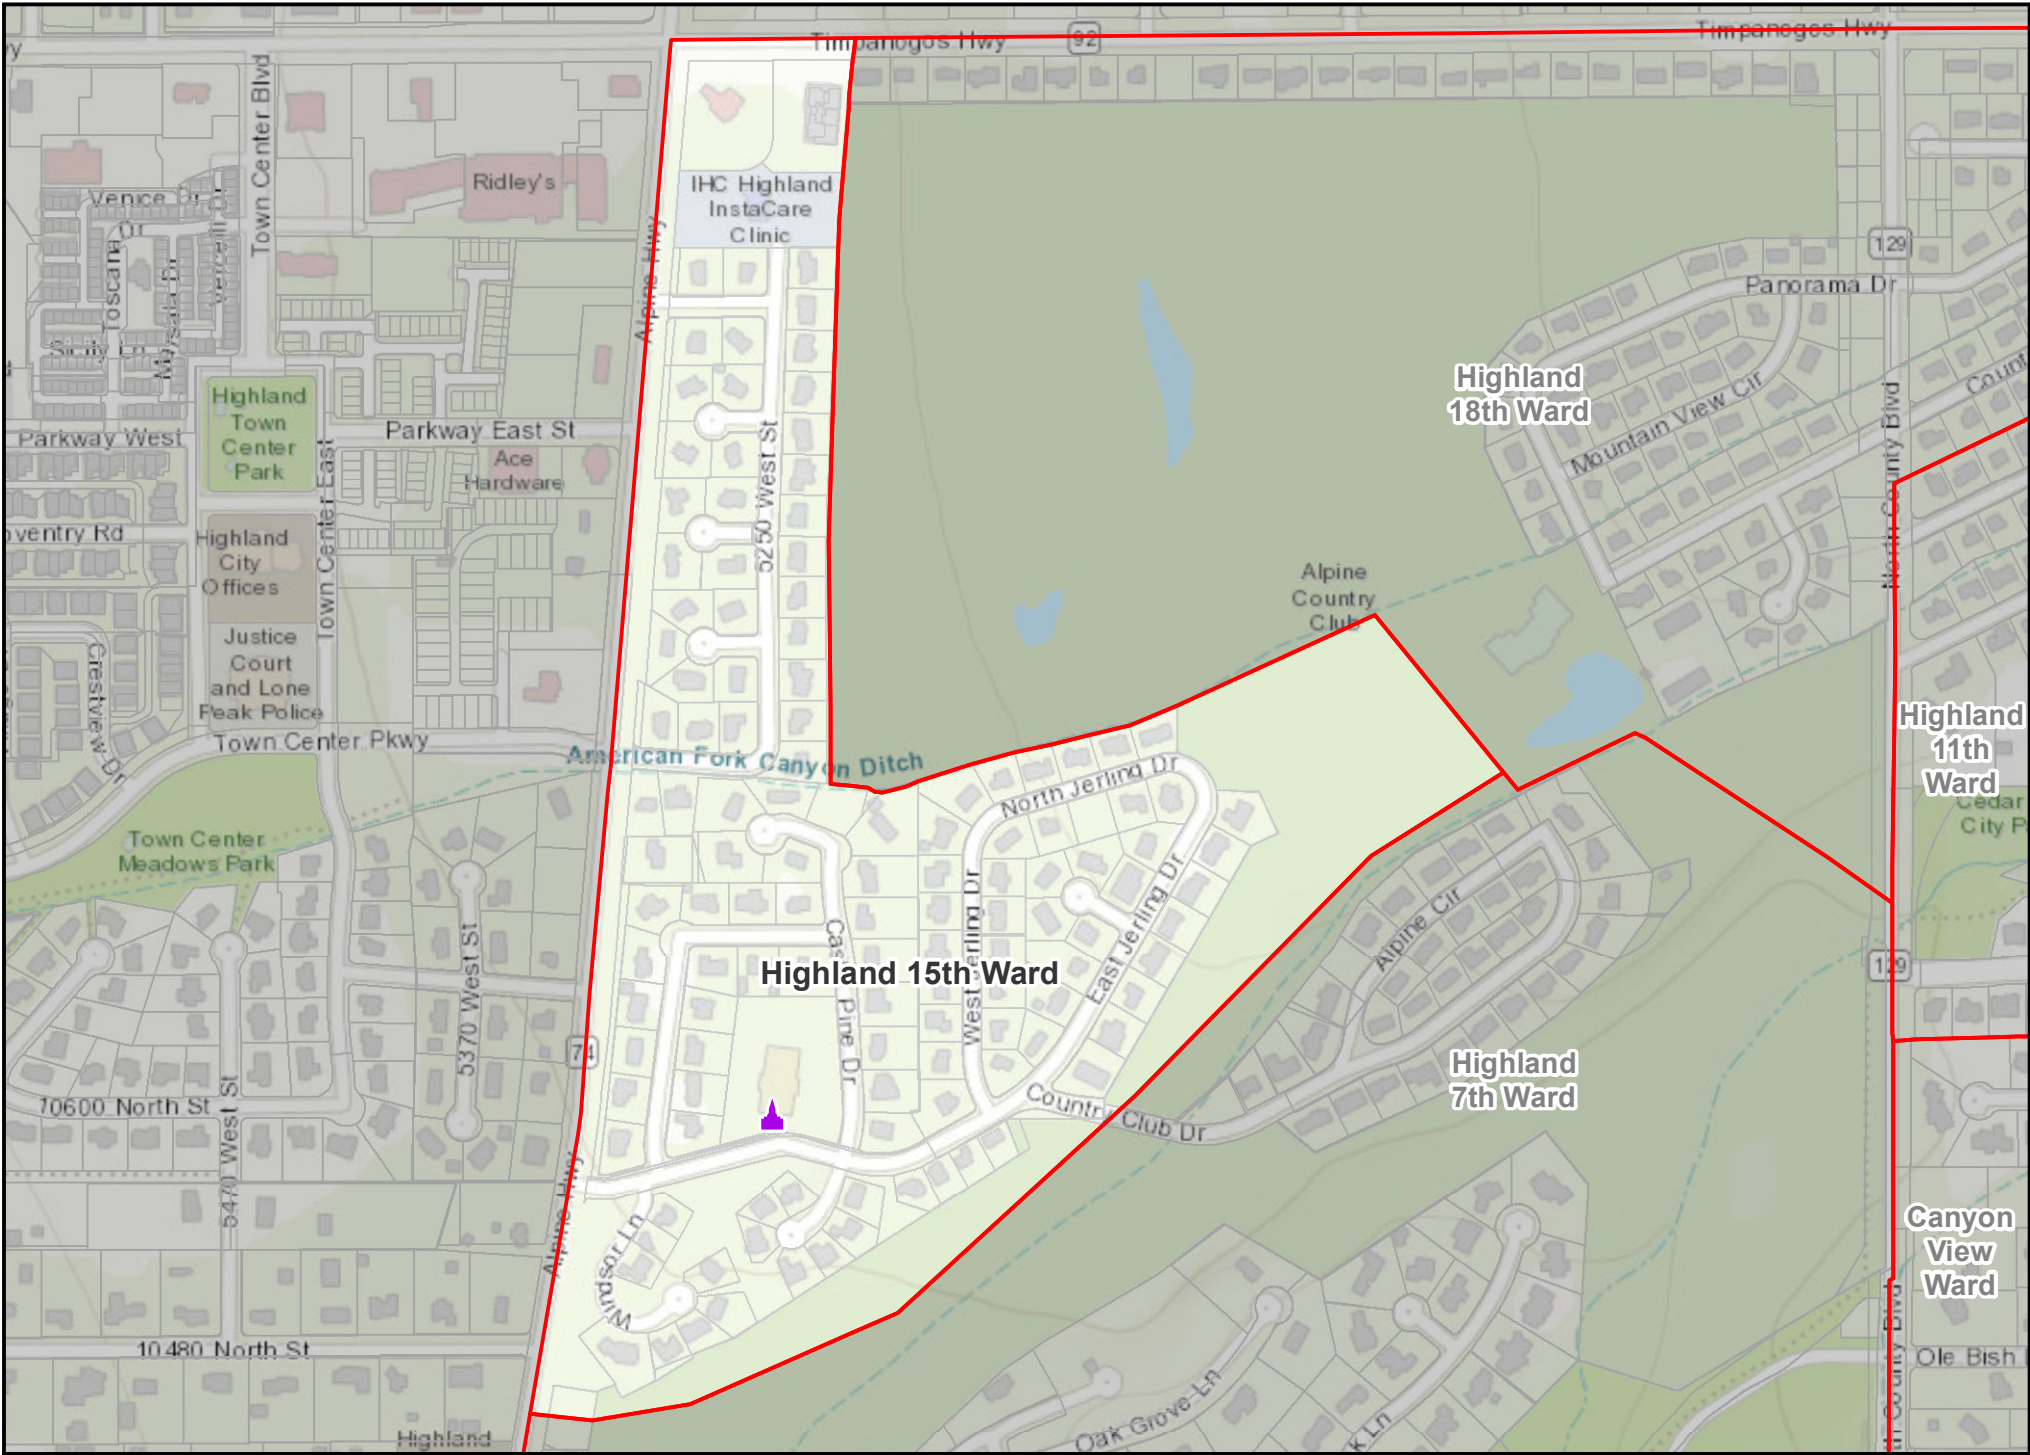 Timpanogos Hwy
92
Timpanogos Hwy
Town Center Blvd
Ridley's
IHC Highland
InstaCare
Clinic
Venice Dr
Toscana Dr
Alpine Hwy
129
Panorama Dr
Highland
18th Ward
Mountain View Cir
North County Blvd
Highland
Town
Center
Park
Parkway West
Parkway East St
Ace
Hardware
5250 West St
Town Center East
Highland
City
Offices
Justice
Court
and Lone
Peak Police
Crestview Dr
Town Center Pkwy
American Fork Canyon Ditch
Alpine
Country
Club
North Jerling Dr
Highland
11th
Ward
Cedar
Town Center
Meadows Park
West Jerling Dr
East Jerling Dr
Alpine Cir
5370 West St
Highland 15th Ward
Pine Dr
129
74
Highland
7th Ward
Country Club Dr
10600 North St
5470 West St
Alpine Hwy
Windsor Ln
Canyon
View
Ward
10480 North St
Ole Bish
Oak Grove Ln
k Ln
Highland